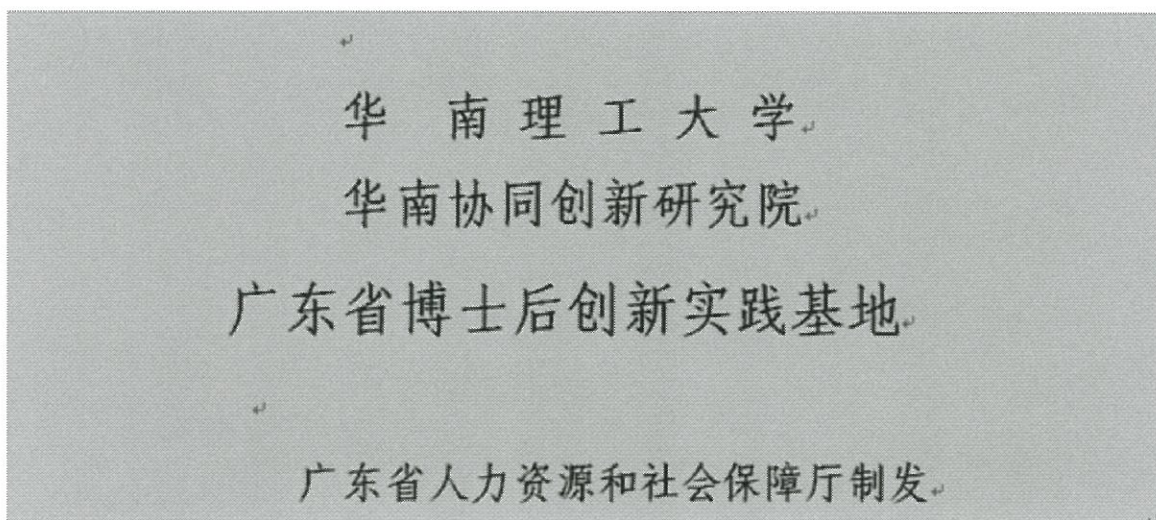 华 南 理 工 大 学
华南协同创新研究院
广东省博士后创新实践基地
广东省人力资源和社会保障厅制发